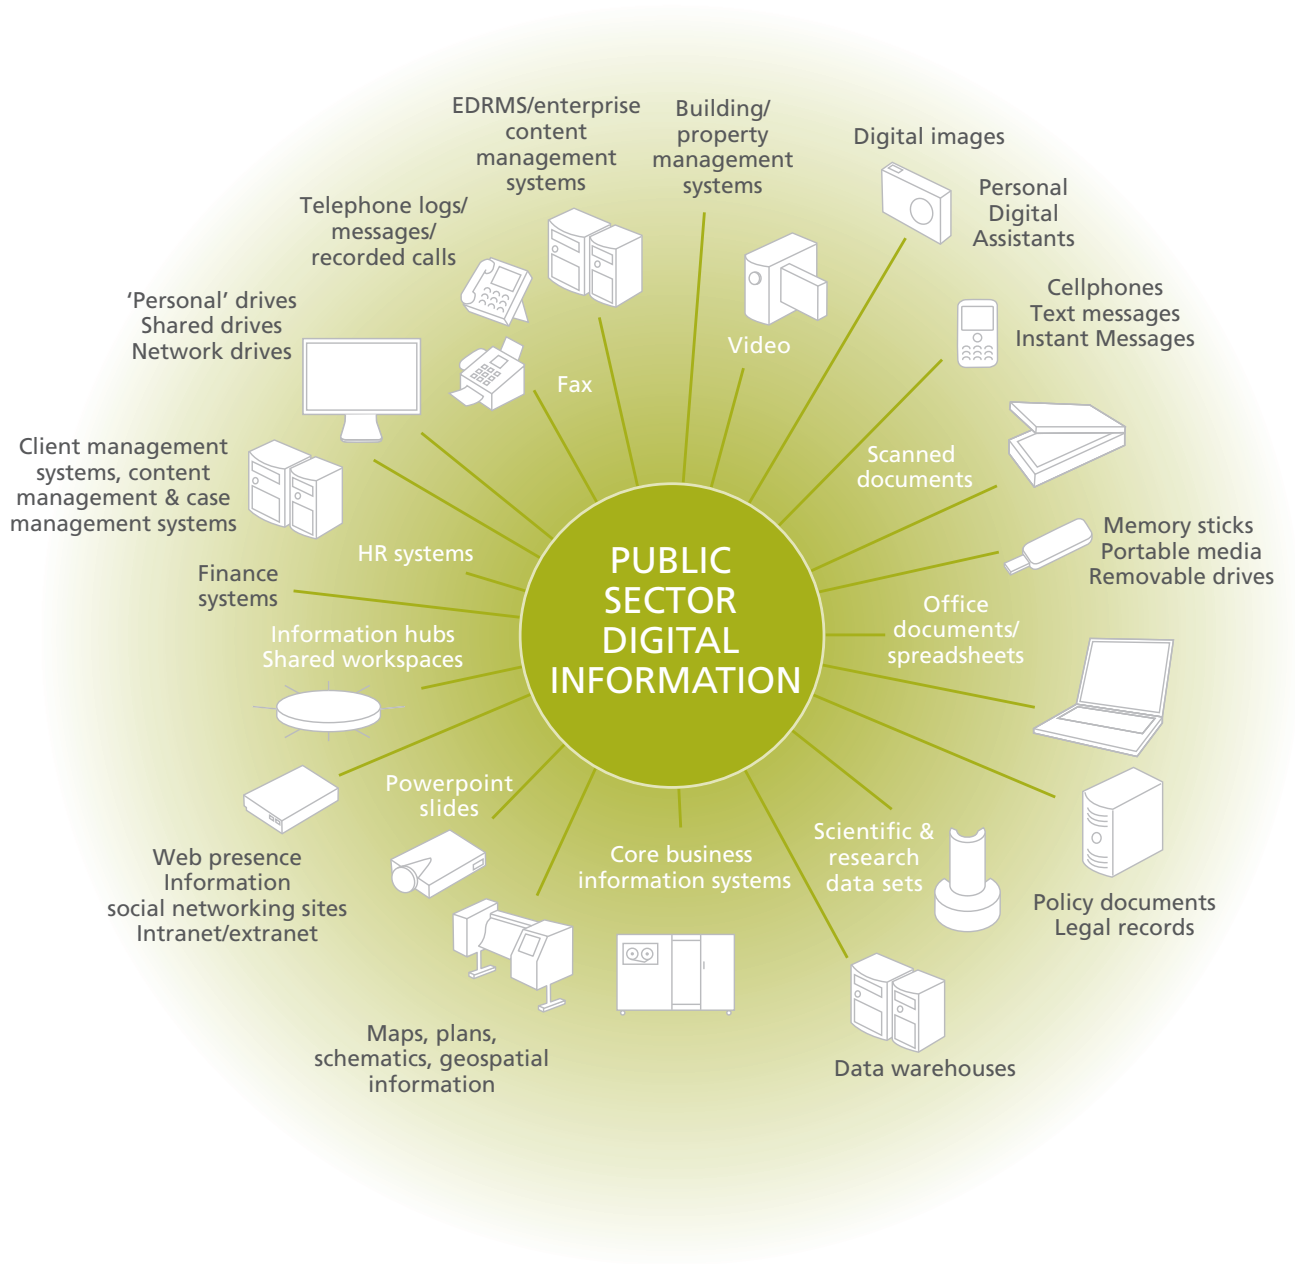 EDRMS/enterprise
content
management
systems
Building/
property
management
systems
Digital images
Personal
Digital
Assistants
Telephone logs/
messages/
recorded calls
Cellphones
Text messages
Instant Messages
‘Personal’ drives
Shared drives
Network drives
Video
Fax
Client management
systems, content
management & case
management systems
Scanned
documents
Memory sticks
Portable media
Removable drives
HR systems
Finance
systems
PUBLIC
SECTOR
DIGITAL
INFORMATION
Office
documents/
spreadsheets
Information hubs
Shared workspaces
Powerpoint
slides
Core business
information systems
Scientific &
research
data sets
Web presence
Information
social networking sites
Intranet/extranet
Policy documents
Legal records
Maps, plans,
schematics, geospatial
information
Data warehouses